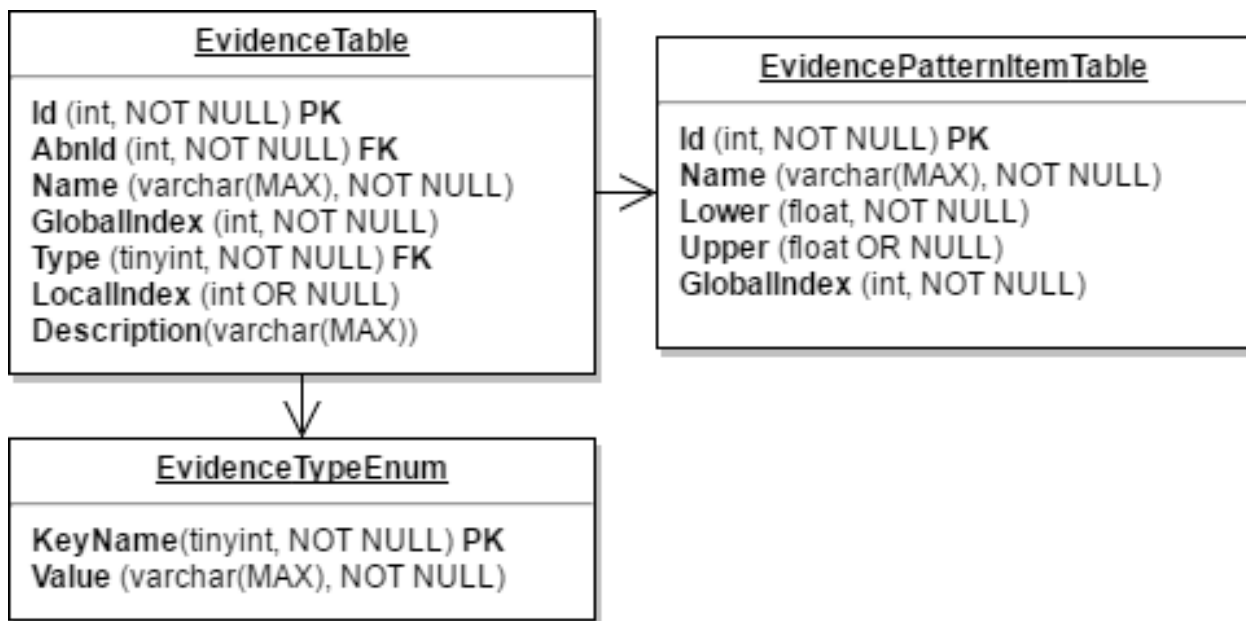 EvidenceTable
Id (int, NOT NULL) PK
AbnId (int, NOT NULL) FK
Name (varchar(MAX), NOT NULL)
GlobalIndex (int, NOT NULL)
Type (tinyint, NOT NULL) FK
LocalIndex (int OR NULL)
Description(varchar(MAX))
EvidencePatternItemTable
Id (int, NOT NULL) PK
Name (varchar(MAX), NOT NULL)
Lower (float, NOT NULL)
Upper (float OR NULL)
GlobalIndex (int, NOT NULL)
EvidenceTypeEnum
KeyName(tinyint, NOT NULL) PK
Value (varchar(MAX), NOT NULL)